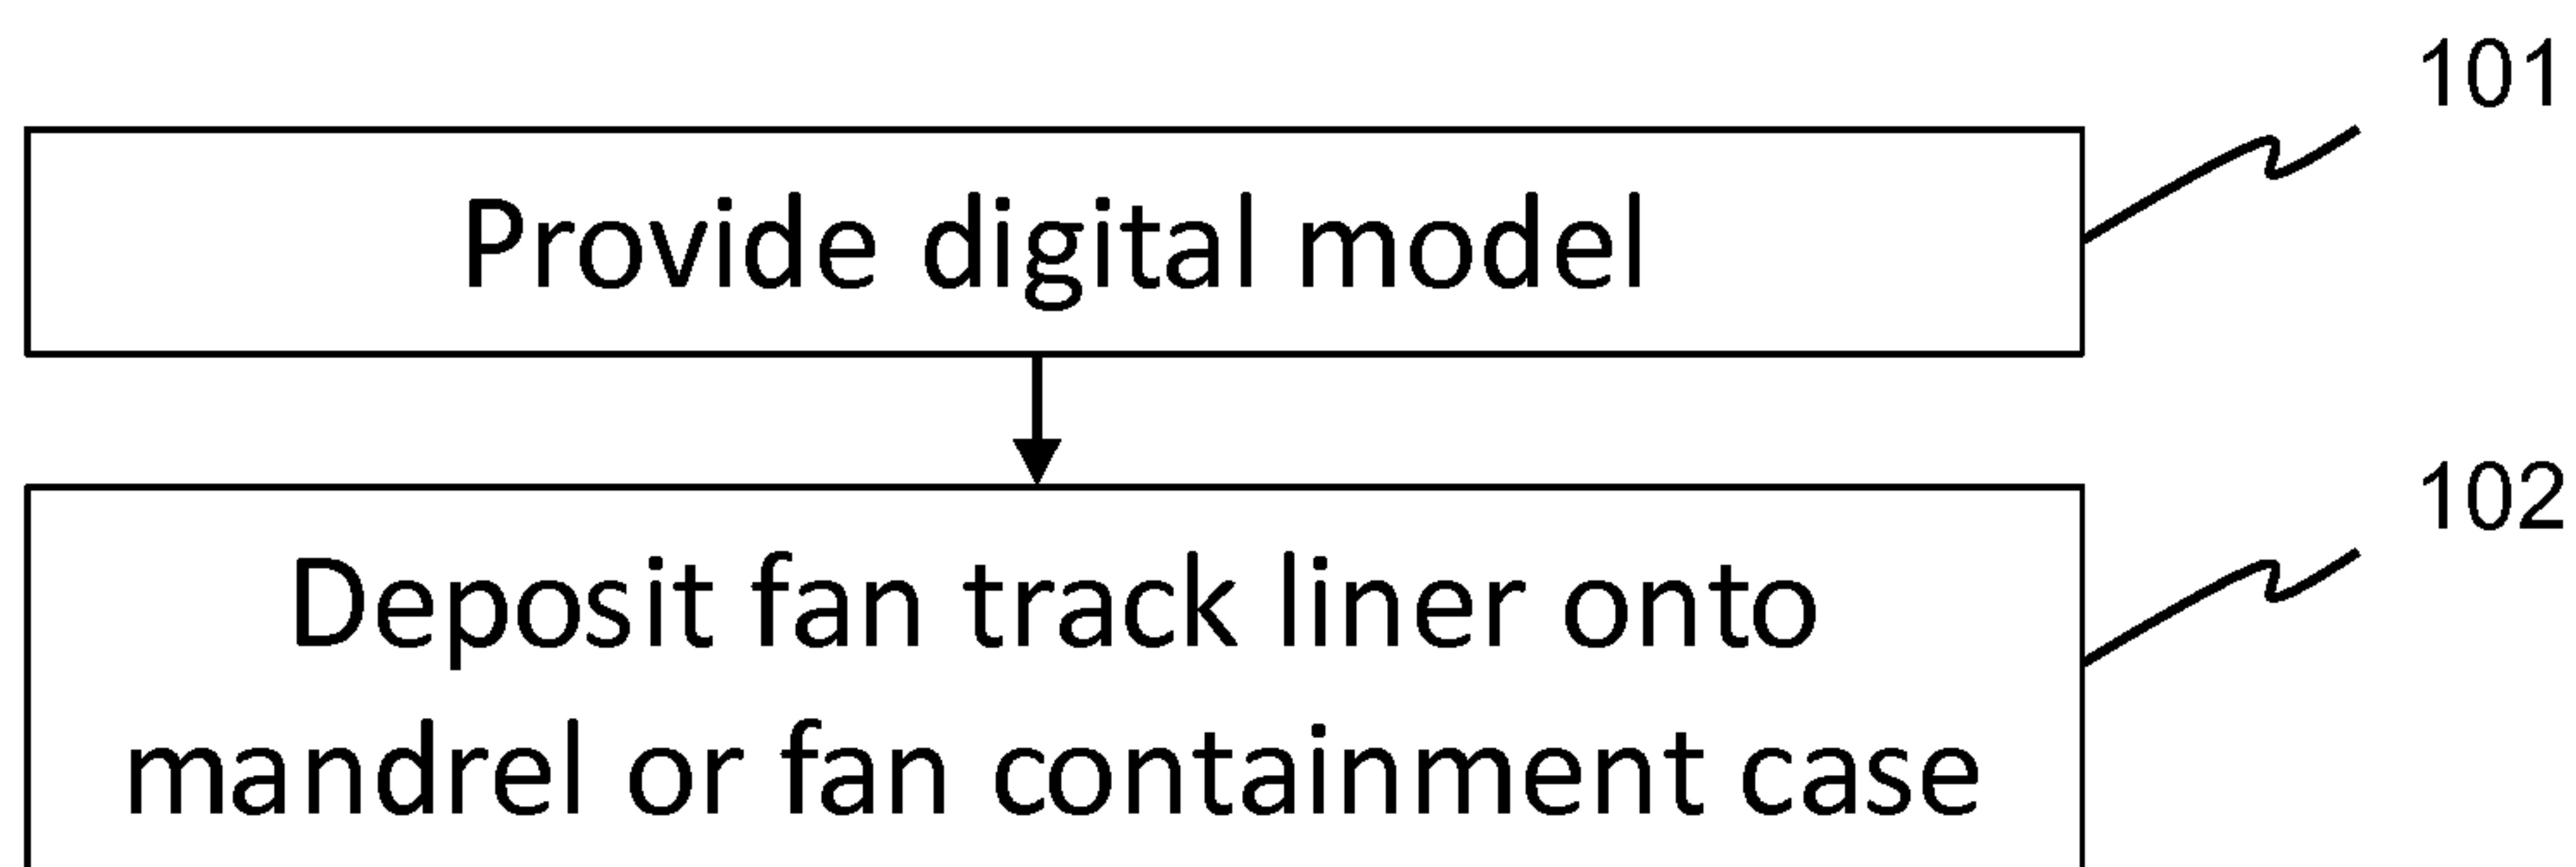 101
Provide digital model
102
Deposit fan track liner onto
mandrel or fan containment case